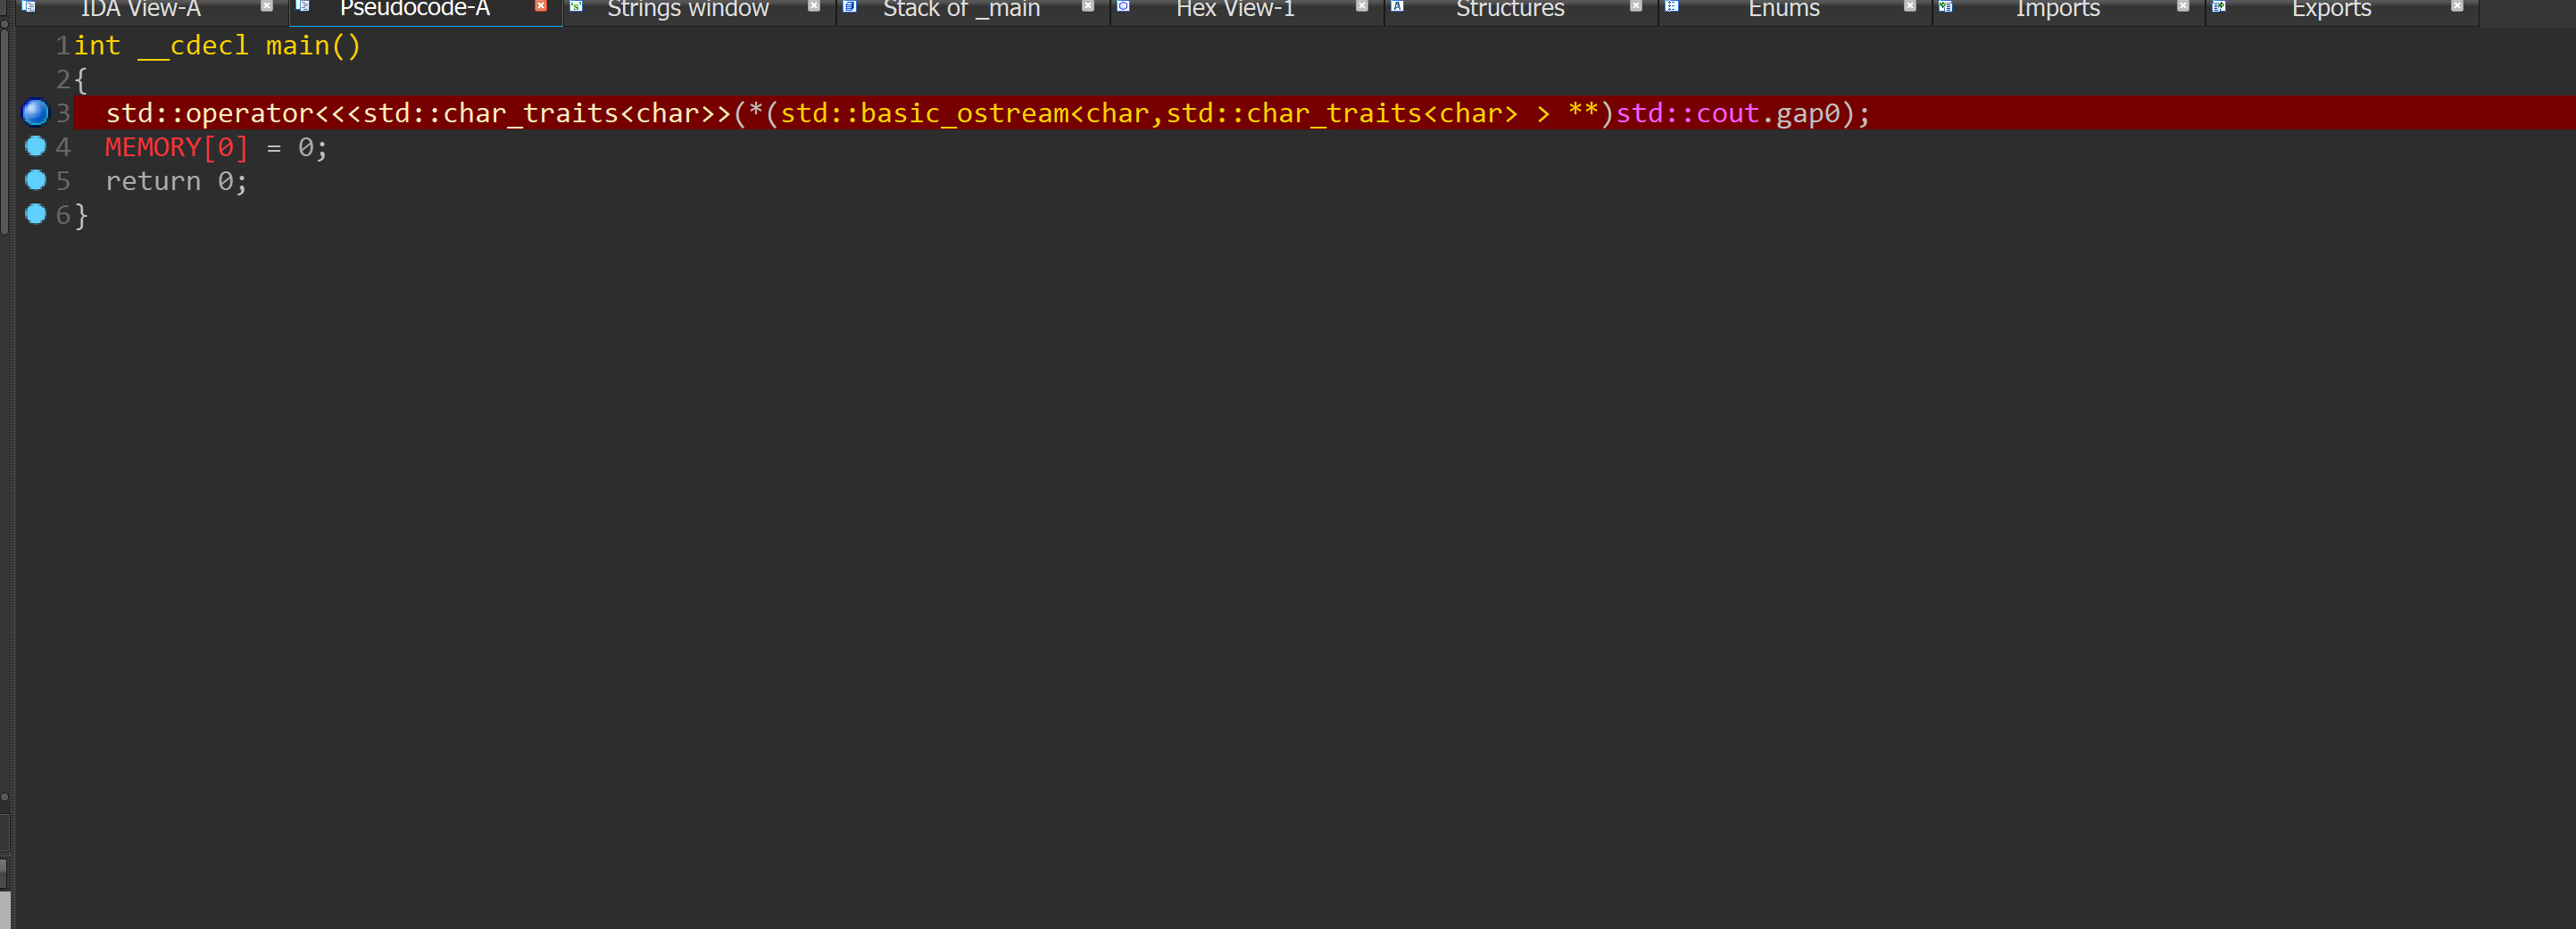 IDA View-A Pseudocode-A Strings window Stack of _main Hex View-1 Structures Enums Imports Exports
1 int __cdecl main()
2 {
3 std::operator<<<std::char_traits<char>>(*(std::basic_ostream<char,std::char_traits<char> > **)std::cout.gap0);
4 MEMORY[0] = 0;
5 return 0;
6 }